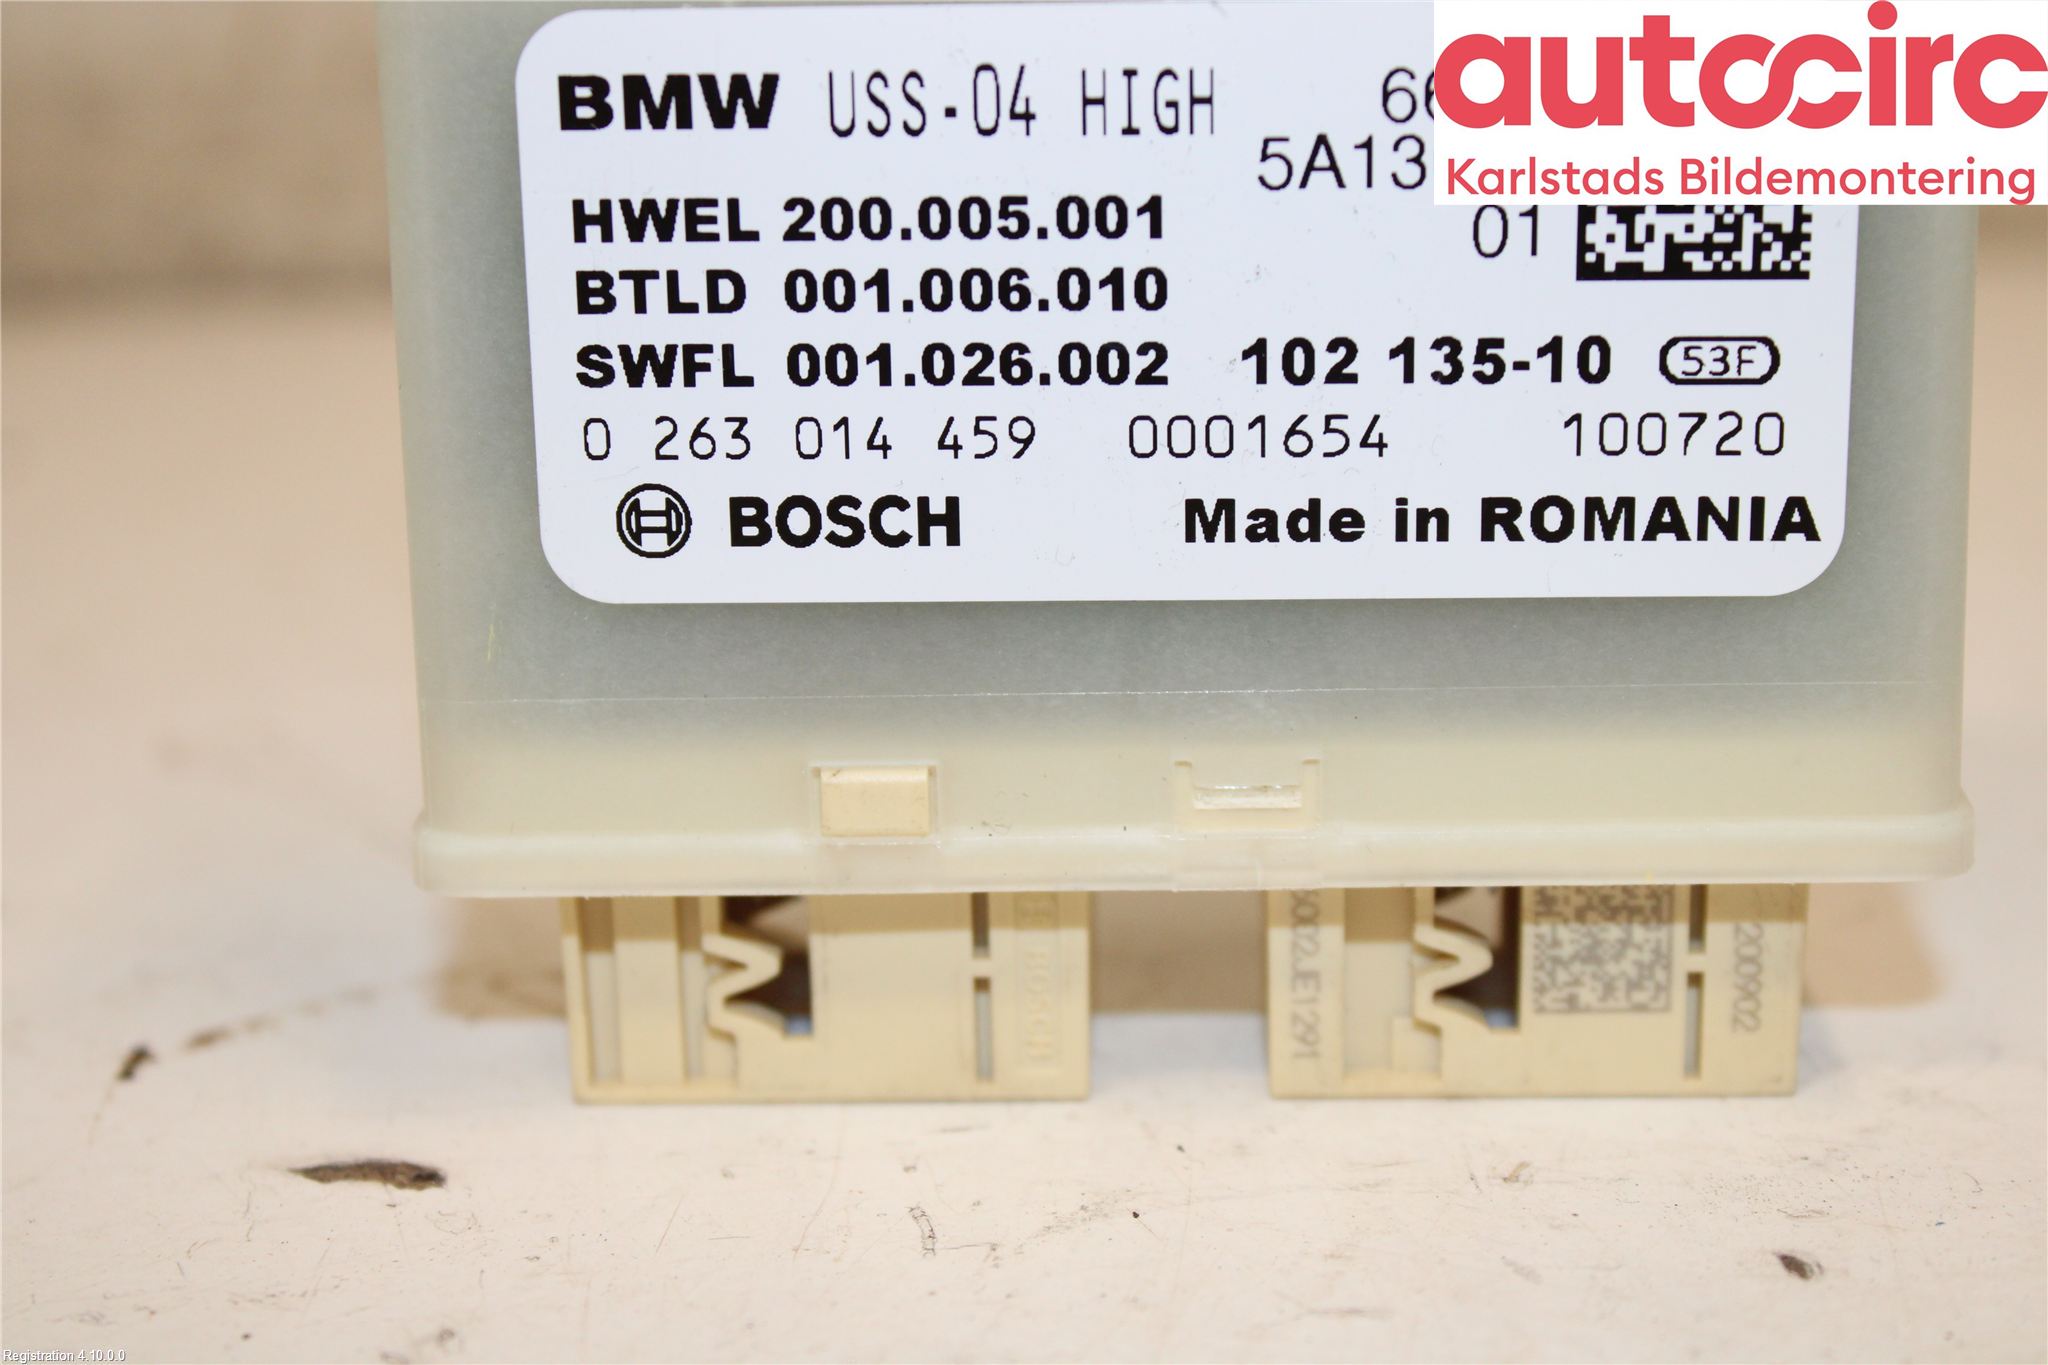 autocirc
Karlstads Bildemontering
BMW USS-04 HIGH
5A13
HWEL 200.005.001 01
BTLD 001.006.010
SWFL 001.026.002 102 135-10 53F
0 263 014 459 0001654 100720
BOSCH Made in ROMANIA
BOSCH
200902
Registration 4.10.0.0